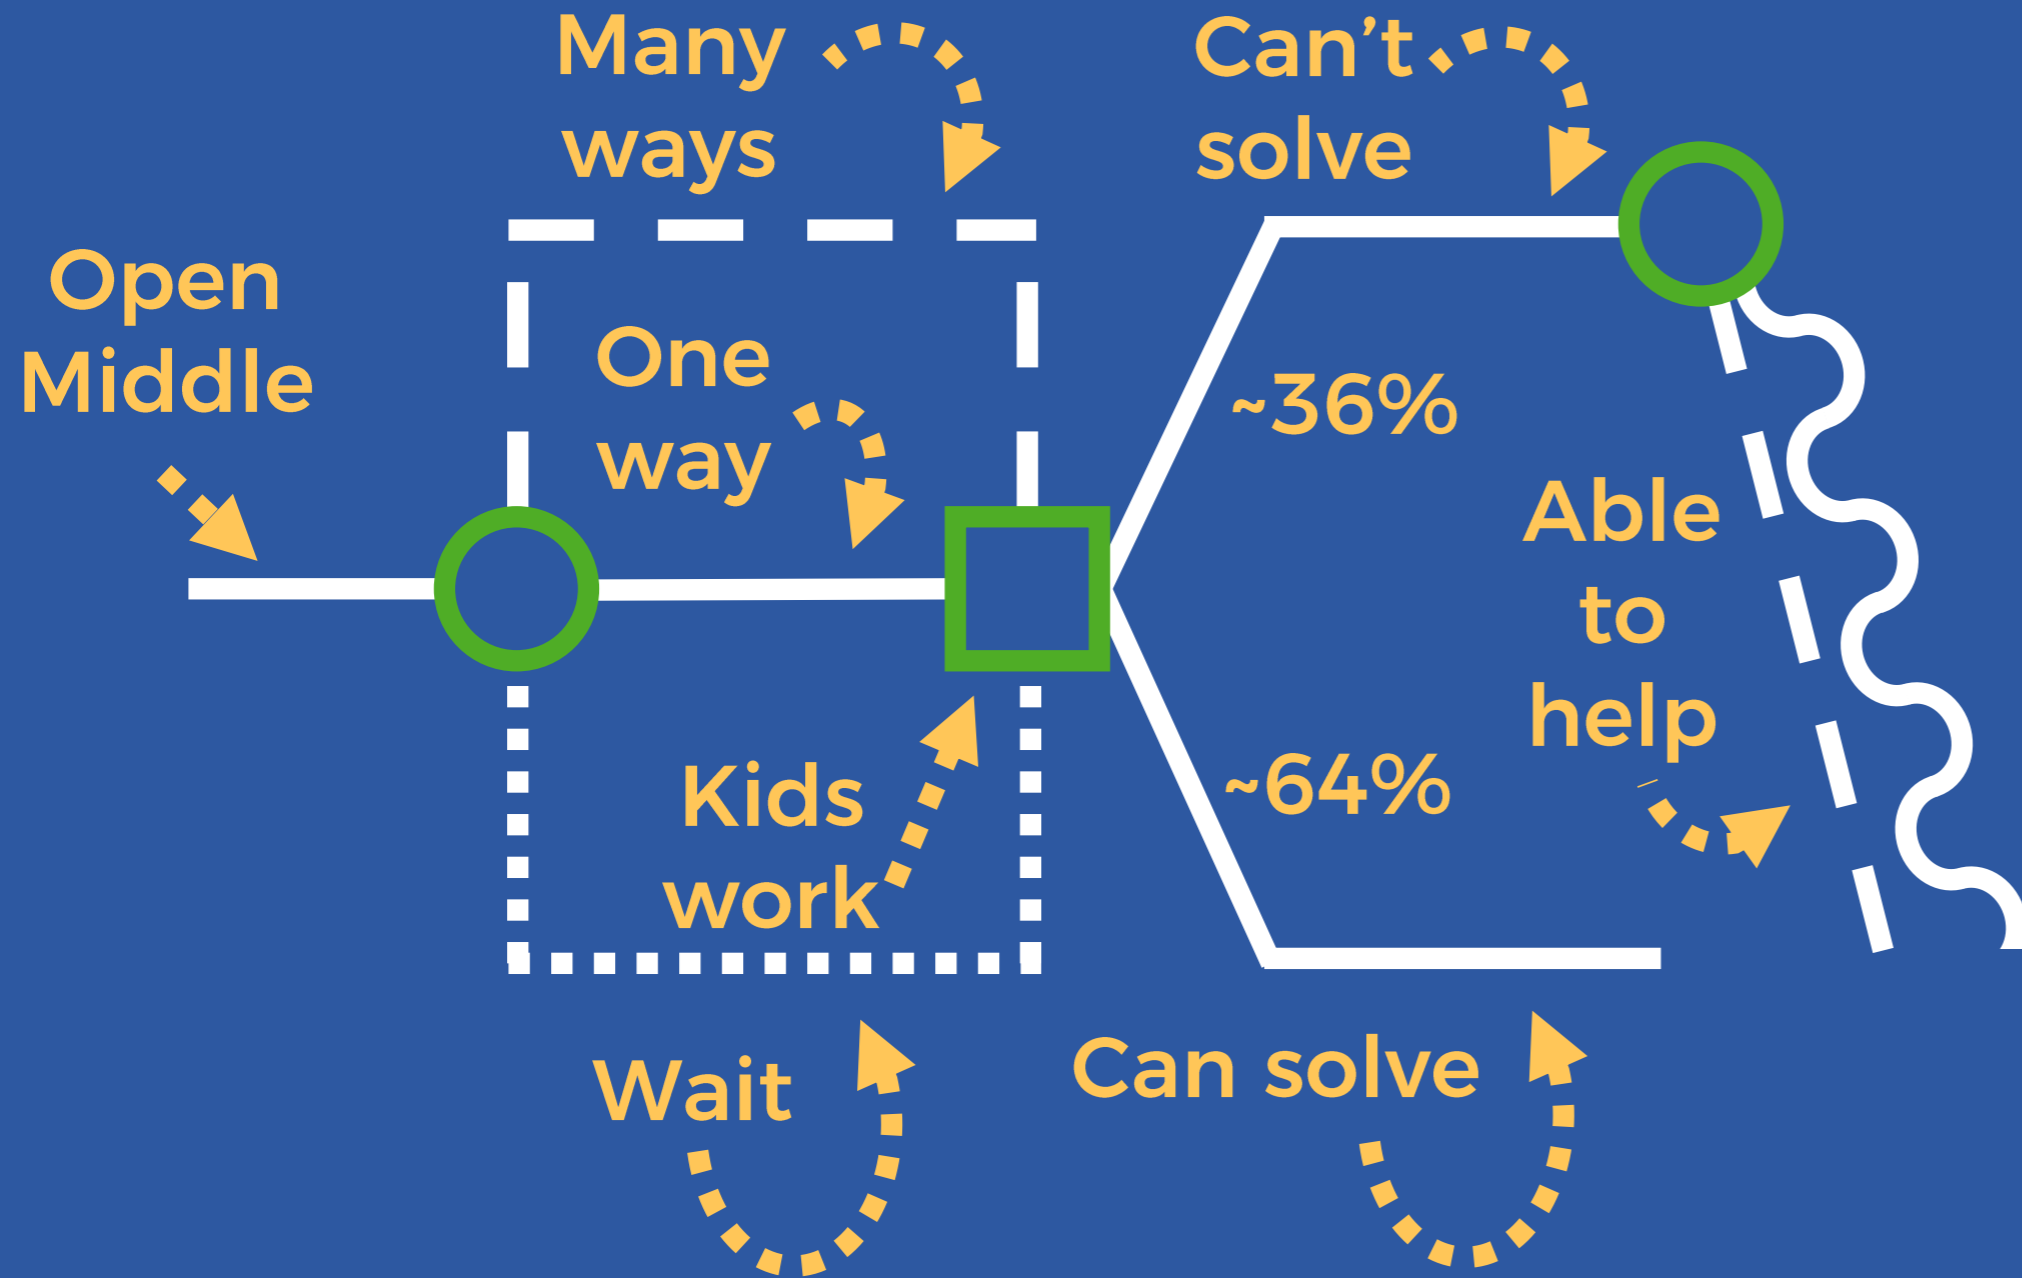 Many
ways
Can't
solve
Open
Middle
One
way
~36%
Able
to
help
~64%
Kids
work
Wait
Can solve